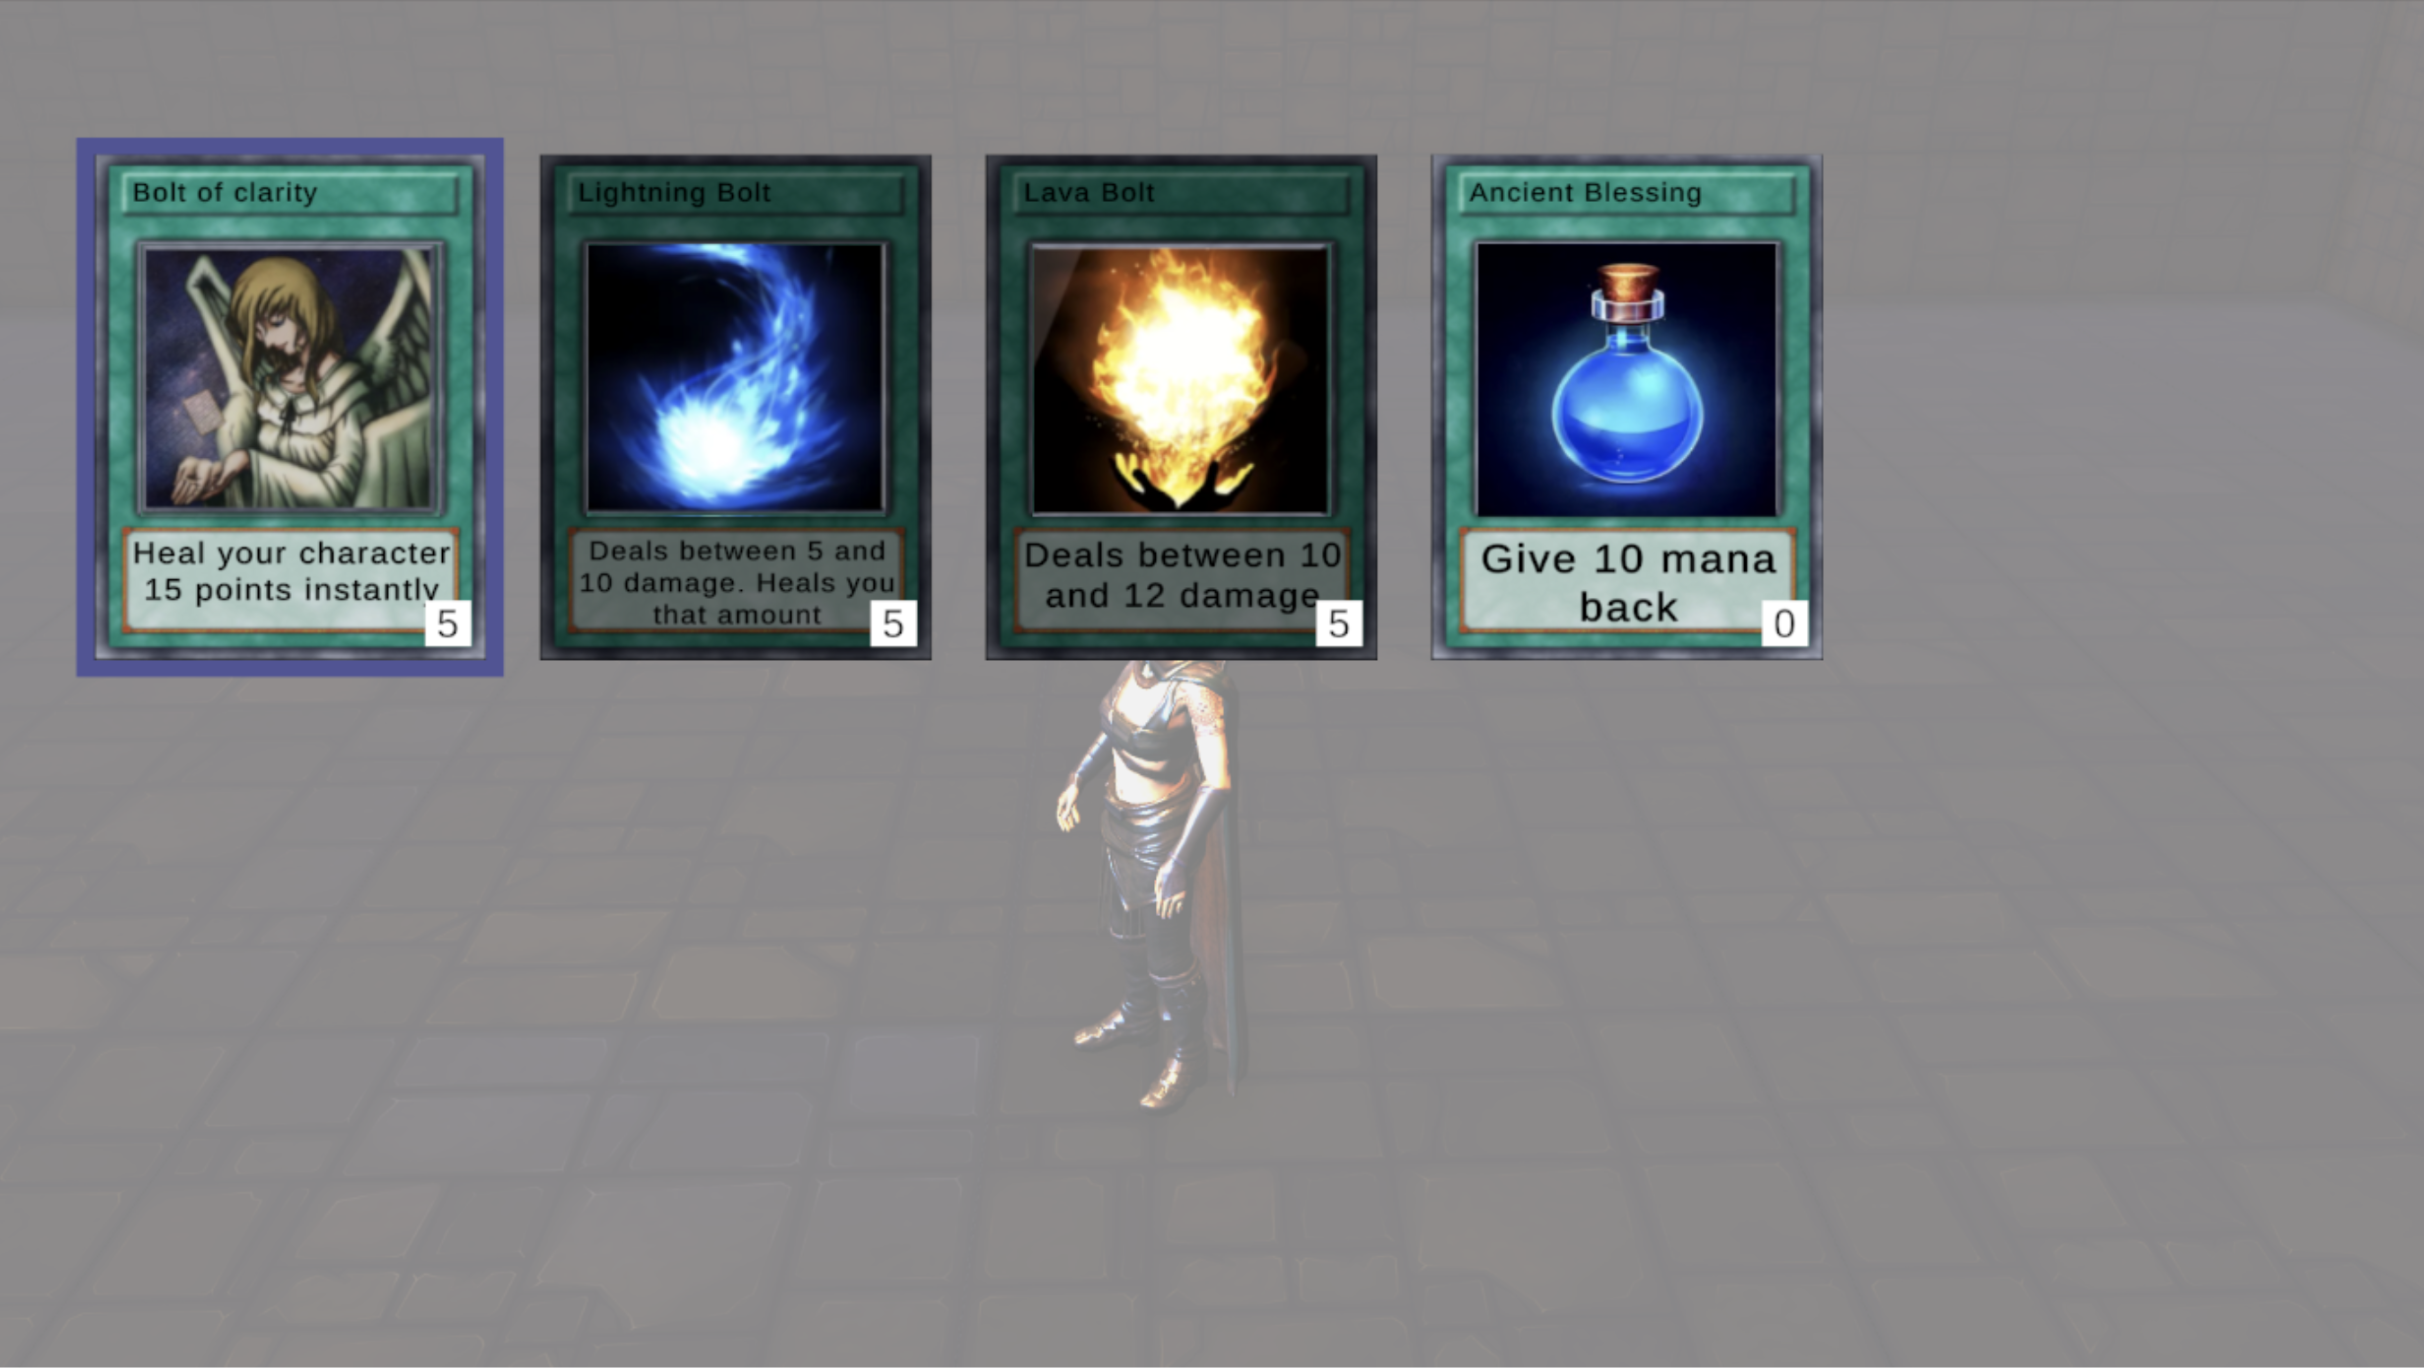 Bolt of clarity
Heal your character
15 points instantly
5
Lightning Bolt
Deals between 5 and
10 damage. Heals you
that amount
5
Lava Bolt
Deals between 10
and 12 damage
5
Ancient Blessing
Give 10 mana
back
0